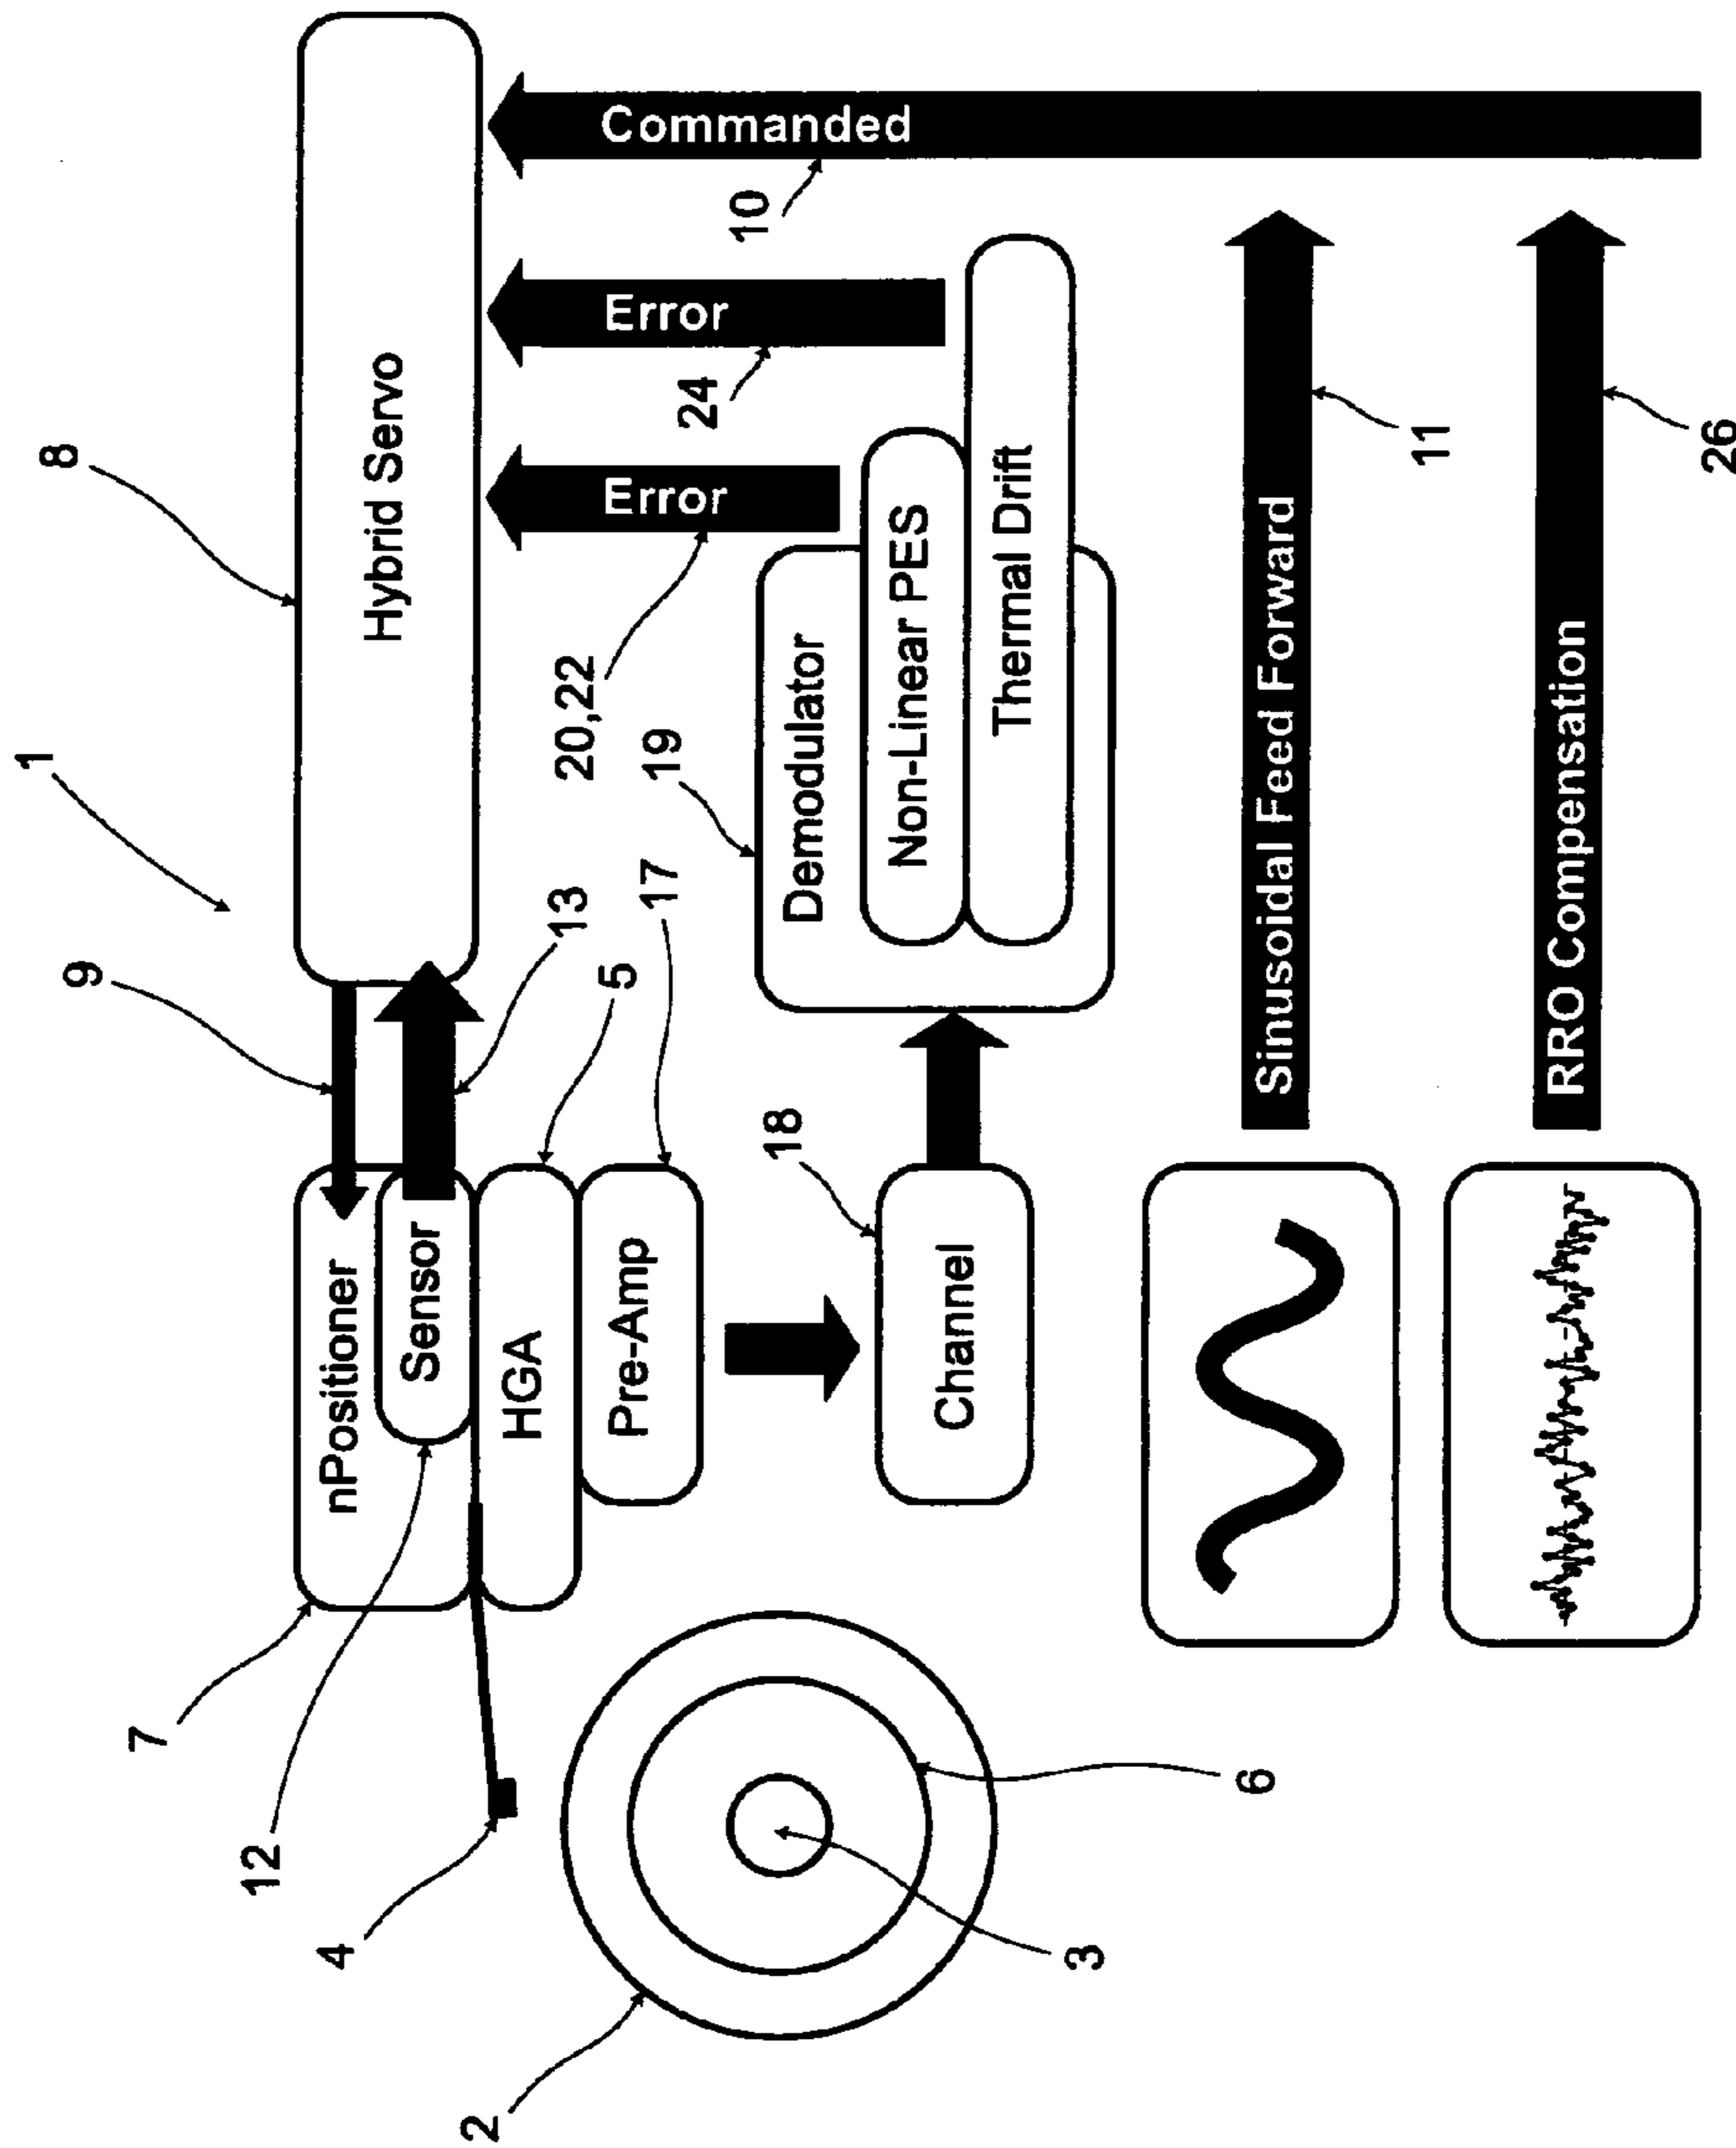 1
8
9
7
12
4
2
3
6
nPositioner
Sensor
HGA
Pre-Amp
Hybrid Servo
13
5
17
20,22
19
24
10
Error
Error
Commanded
18
Channel
Demodulator
Non-Linear PES
Thermal Drift
Sinusoidal Feed Forward
11
RRO Compensation
26